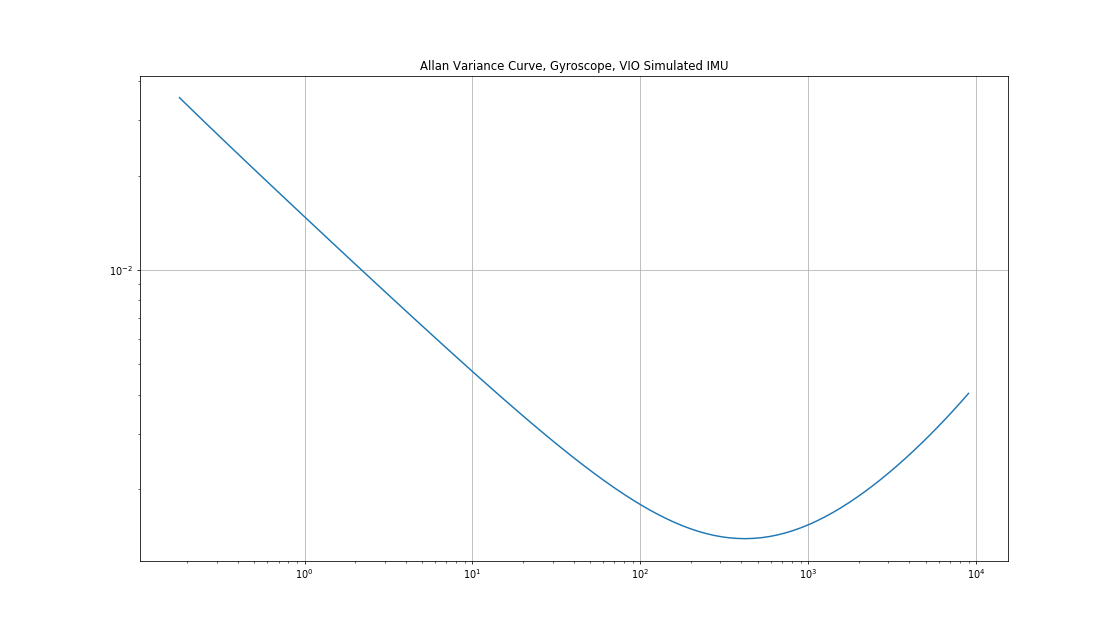 Allan Variance Curve, Gyroscope, VIO Simulated IMU
10⁻²
10⁰ 10¹ 10² 10³ 10⁴